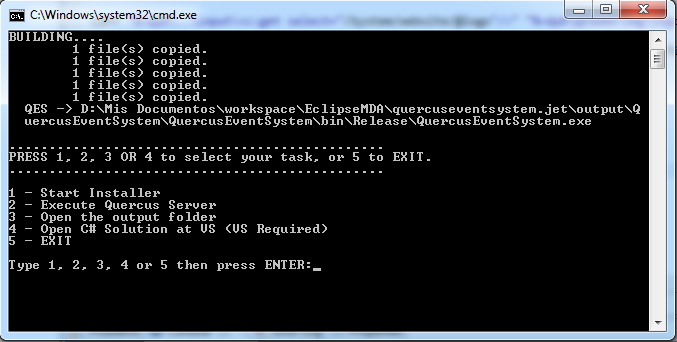 C:\Windows\system32\cmd.exe
BUILDING....
1 file(s) copied.
1 file(s) copied.
1 file(s) copied.
1 file(s) copied.
1 file(s) copied.
QES -> D:\Mis Documentos\workspace\EclipseMDA\quercuseventsystem.jet\output\Q
uercusEventSystem\QuercusEventSystem\bin\Release\QuercusEventSystem.exe
...............................................
PRESS 1, 2, 3 OR 4 to select your task, or 5 to EXIT.
...............................................
1 - Start Installer
2 - Execute Quercus Server
3 - Open the output folder
4 - Open C# Solution at VS (VS Required)
5 - EXIT
Type 1, 2, 3, 4 or 5 then press ENTER:_